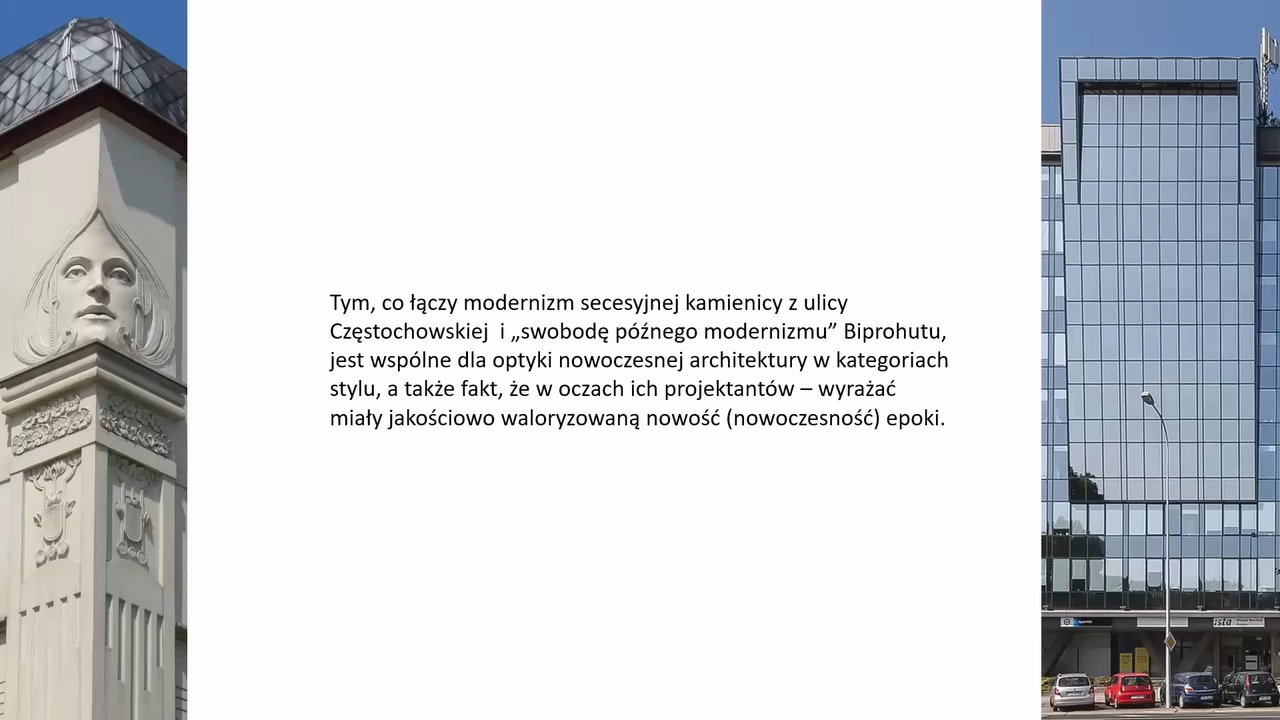 Tym, co łączy modernizm secesyjnej kamienicy z ulicy
Częstochowskiej i „swobodę późnego modernizmu” Biprohutu,
jest wspólne dla optyki nowoczesnej architektury w kategoriach
stylu, a także fakt, że w oczach ich projektantów – wyrażać
miały jakościowo waloryzowaną nowość (nowoczesność) epoki.
ista